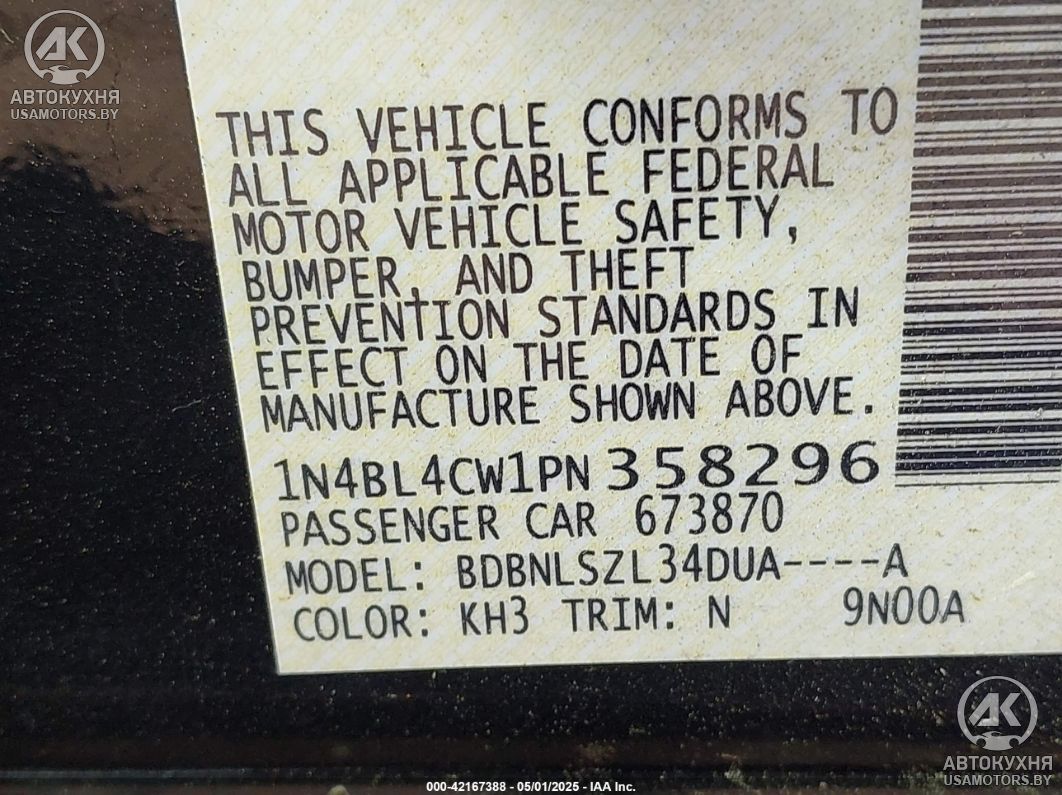 АК
АВТОКУХНЯ
USAMOTORS.BY
THIS VEHICLE CONFORMS TO
ALL APPLICABLE FEDERAL
MOTOR VEHICLE SAFETY,
BUMPER, AND THEFT
PREVENTION STANDARDS IN
EFFECT ON THE DATE OF
MANUFACTURE SHOWN ABOVE.
1N4BL4CW1PN358296
PASSENGER CAR 673870
MODEL: BDBNLSZL34DUA----A
COLOR: KH3 TRIM: N 9N00A
АК
АВТОКУХНЯ
USAMOTORS.BY
000-42167388 - 05/01/2025 - IAA Inc.